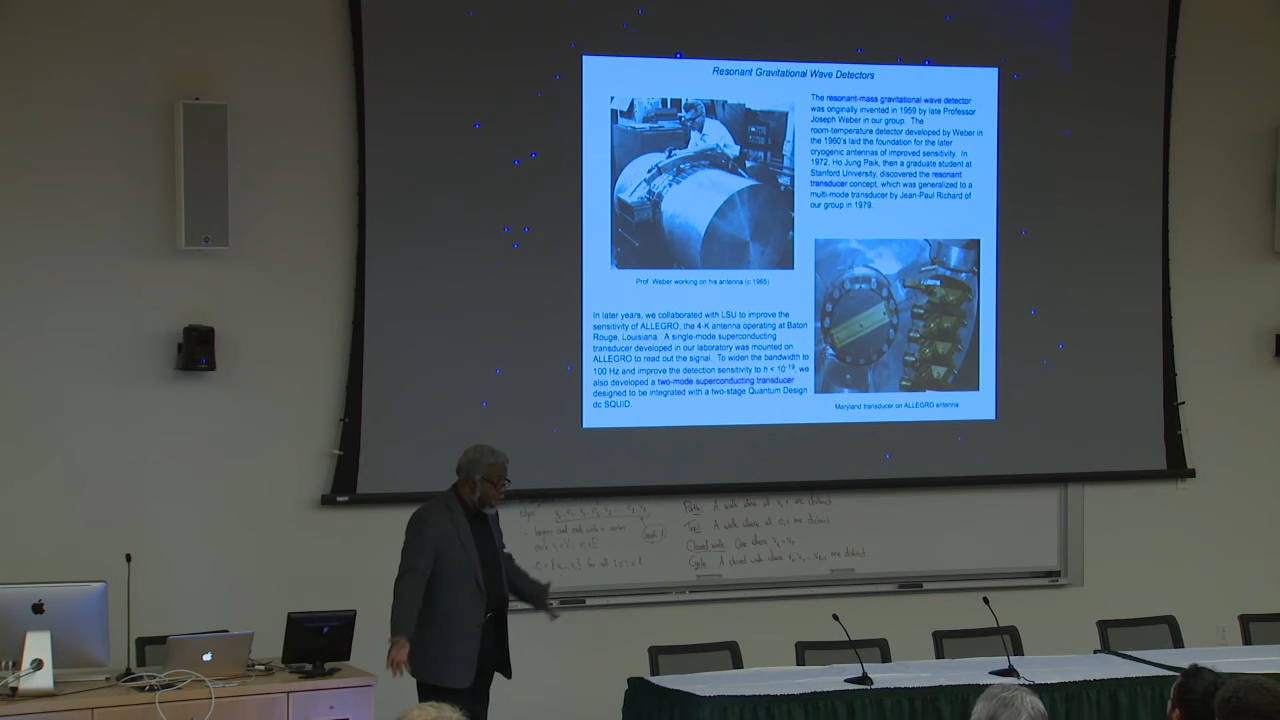 Resonant Gravitational Wave Detectors
The resonant-mass gravitational wave detector
was originally invented in 1959 by late Professor
Joseph Weber in our group. The
room-temperature detector developed by Weber in
the 1960's laid the foundation for the later
cryogenic antennas of improved sensitivity. In
1972, Ho Jung Paik, then a graduate student at
Stanford University, discovered the resonant
transducer concept, which was generalized to a
multi-mode transducer by Jean-Paul Richard of
our group in 1979.
Prof. Weber working on his antenna (c.1965)
In later years, we collaborated with LSU to improve the
sensitivity of ALLEGRO, the 4-K antenna operating at Baton
Rouge, Louisiana. A single-mode superconducting
transducer developed in our laboratory was mounted on
ALLEGRO to read out the signal. To widen the bandwidth to
100 Hz and improve the detection sensitivity to h < 10⁻¹⁹, we
also developed a two-mode superconducting transducer
designed to be integrated with a two-stage Quantum Design
dc SQUID.
Maryland transducer on ALLEGRO antenna
edges
Path: A walk where all vᵢ's are distinct
A walk where all eᵢ's are distinct
Closed walk: One where v₀ = vₖ
Cycle: A closed walk where are distinct
for all